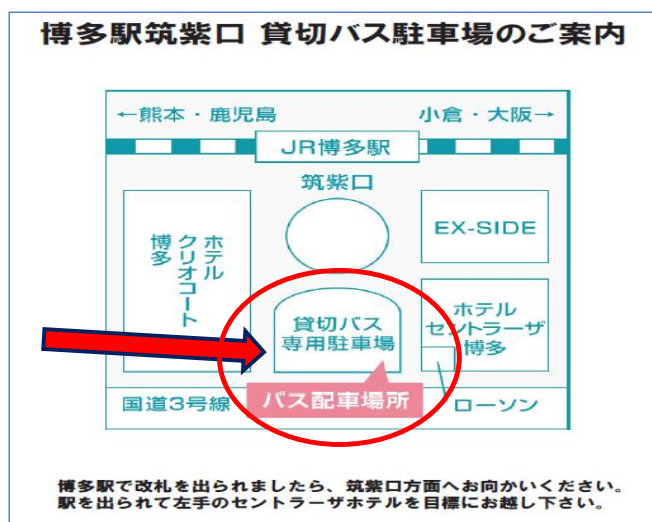 博多駅筑紫口 貸切バス駐車場のご案内
←熊本・鹿児島
小倉・大阪→
JR博多駅
筑紫口
ホテル
クリオコート
博多
EX-SIDE
貸切バス
専用駐車場
ホテル
セントラーザ
博多
国道3号線
バス配車場所
ローソン
博多駅で改札を出られましたら、筑紫口方面へお向かいください。
駅を出られて左手のセントラーザホテルを目標にお越し下さい。